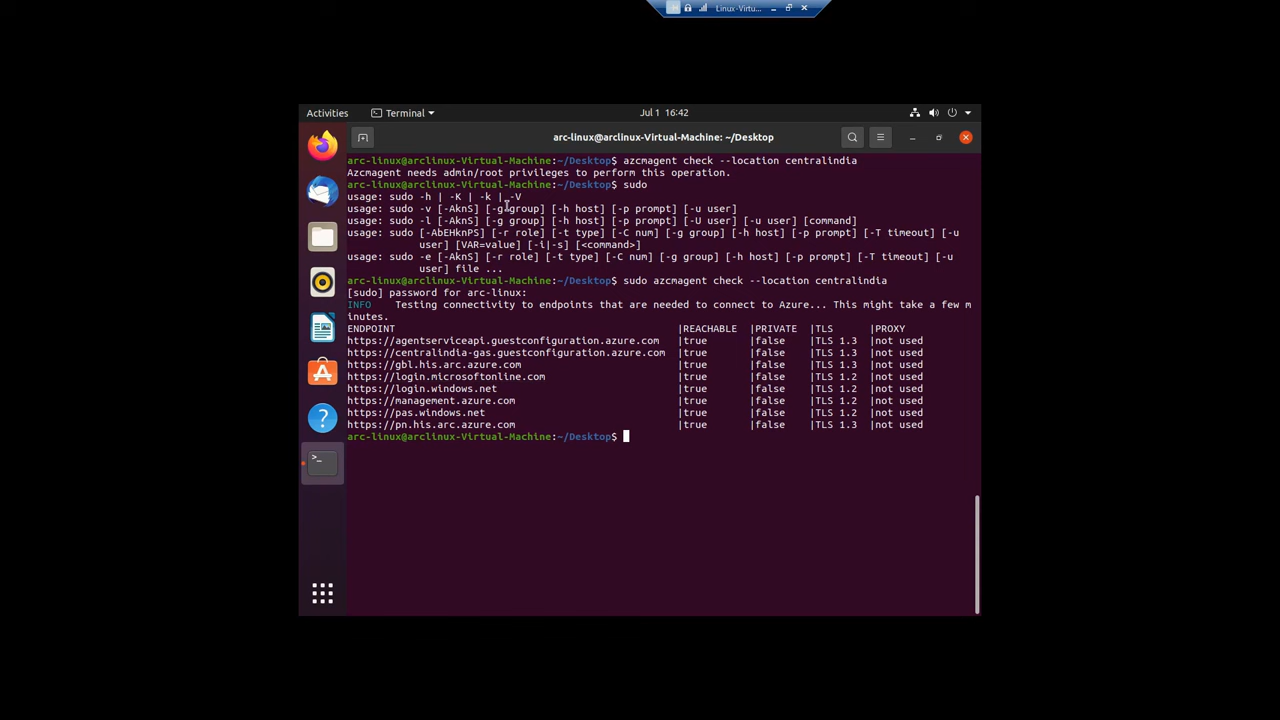 Linux-Virtu...
Activities
Terminal
Jul 1 16:42
arc-linux@arclinux-Virtual-Machine: ~/Desktop
arc-linux@arclinux-Virtual-Machine:~/Desktop$ azcmagent check --location centralindia
Azcmagent needs admin/root privileges to perform this operation.
arc-linux@arclinux-Virtual-Machine:~/Desktop$ sudo
usage: sudo -h | -K | -k | -V
usage: sudo -v [-AknS] [-g group] [-h host] [-p prompt] [-u user]
usage: sudo -l [-AknS] [-g group] [-h host] [-p prompt] [-U user] [-u user] [command]
usage: sudo [-AbEHknPS] [-r role] [-t type] [-C num] [-g group] [-h host] [-p prompt] [-T timeout] [-u
user] [VAR=value] [-i|-s] [<command>]
usage: sudo -e [-AknS] [-r role] [-t type] [-C num] [-g group] [-h host] [-p prompt] [-T timeout] [-u
user] file ...
arc-linux@arclinux-Virtual-Machine:~/Desktop$ sudo azcmagent check --location centralindia
[sudo] password for arc-linux:
INFO    Testing connectivity to endpoints that are needed to connect to Azure... This might take a few m
inutes.
ENDPOINT |REACHABLE |PRIVATE |TLS |PROXY
https://agentserviceapi.guestconfiguration.azure.com |true |false |TLS 1.3 |not used
https://centralindia-gas.guestconfiguration.azure.com |true |false |TLS 1.3 |not used
https://gbl.his.arc.azure.com |true |false |TLS 1.3 |not used
https://login.microsoftonline.com |true |false |TLS 1.2 |not used
https://login.windows.net |true |false |TLS 1.2 |not used
https://management.azure.com |true |false |TLS 1.2 |not used
https://pas.windows.net |true |false |TLS 1.2 |not used
https://pn.his.arc.azure.com |true |false |TLS 1.3 |not used
arc-linux@arclinux-Virtual-Machine:~/Desktop$